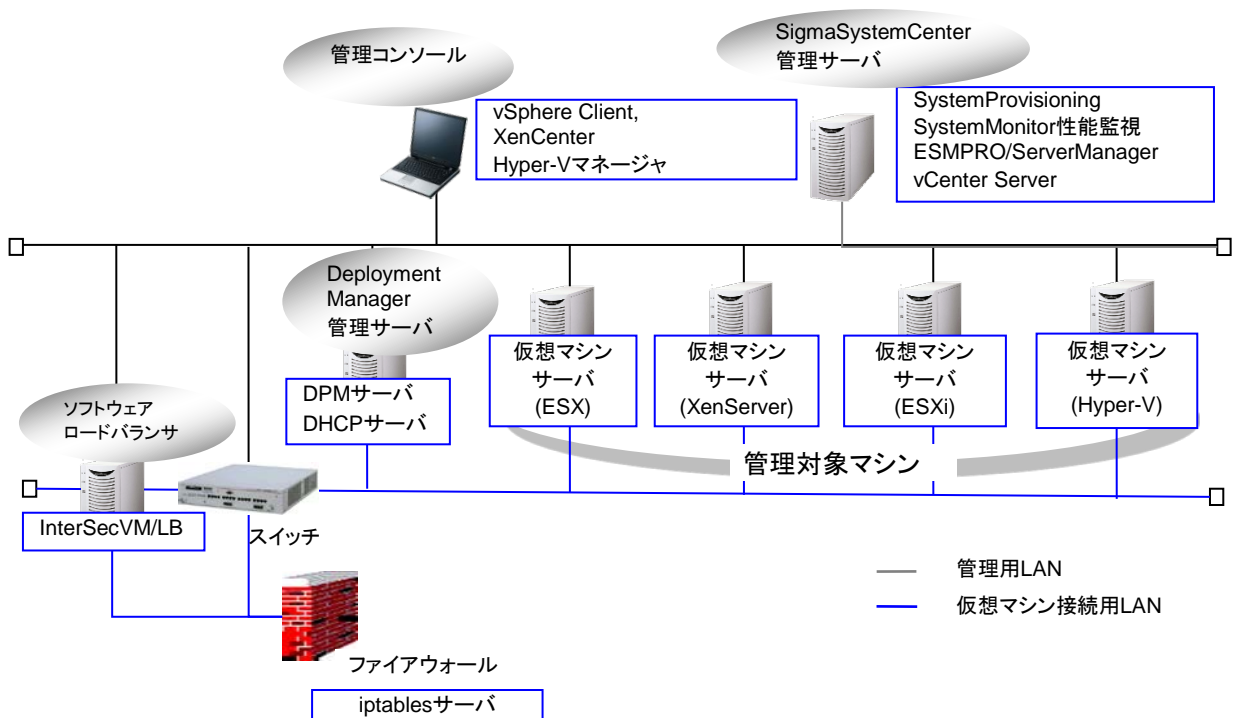 管理コンソール
SigmaSystemCenter
管理サーバ
vSphere Client,
XenCenter
Hyper-Vマネージャ
SystemProvisioning
SystemMonitor性能監視
ESMPRO/ServerManager
vCenter Server
Deployment
Manager
管理サーバ
DPMサーバ
DHCPサーバ
仮想マシン
サーバ
(ESX)
仮想マシン
サーバ
(XenServer)
仮想マシン
サーバ
(ESXi)
仮想マシン
サーバ
(Hyper-V)
管理対象マシン
ソフトウェア
ロードバランサ
InterSecVM/LB
スイッチ
ファイアウォール
iptablesサーバ
管理用LAN
仮想マシン接続用LAN